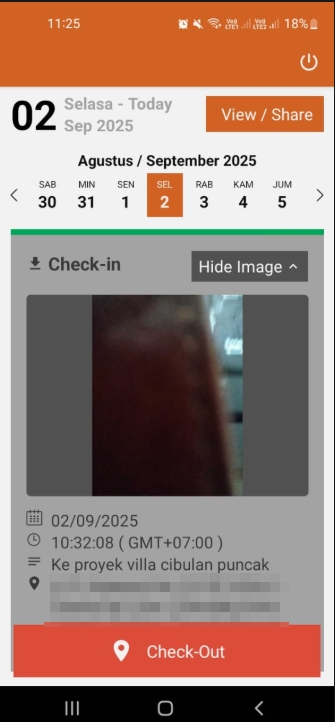 11:25
Vo)) LTE1 Vo)) LTE2 18%
02
Selasa - Today
Sep 2025
View / Share
Agustus / September 2025
SAB MIN SEN SEL RAB KAM JUM
30 31 1 2 3 4 5
Check-in
Hide Image
02/09/2025
10:32:08 ( GMT+07:00 )
Ke proyek villa cibulan puncak
Check-Out